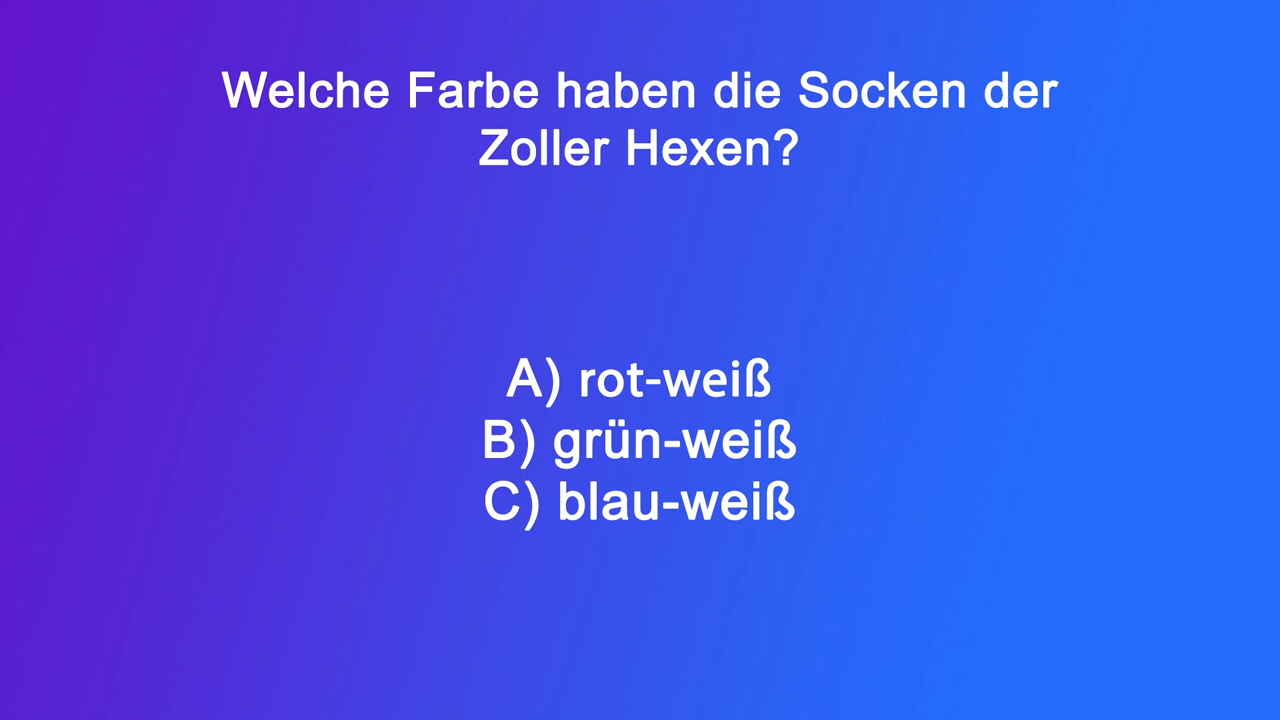 Welche Farbe haben die Socken der
Zoller Hexen?
A) rot-weiß
B) grün-weiß
C) blau-weiß